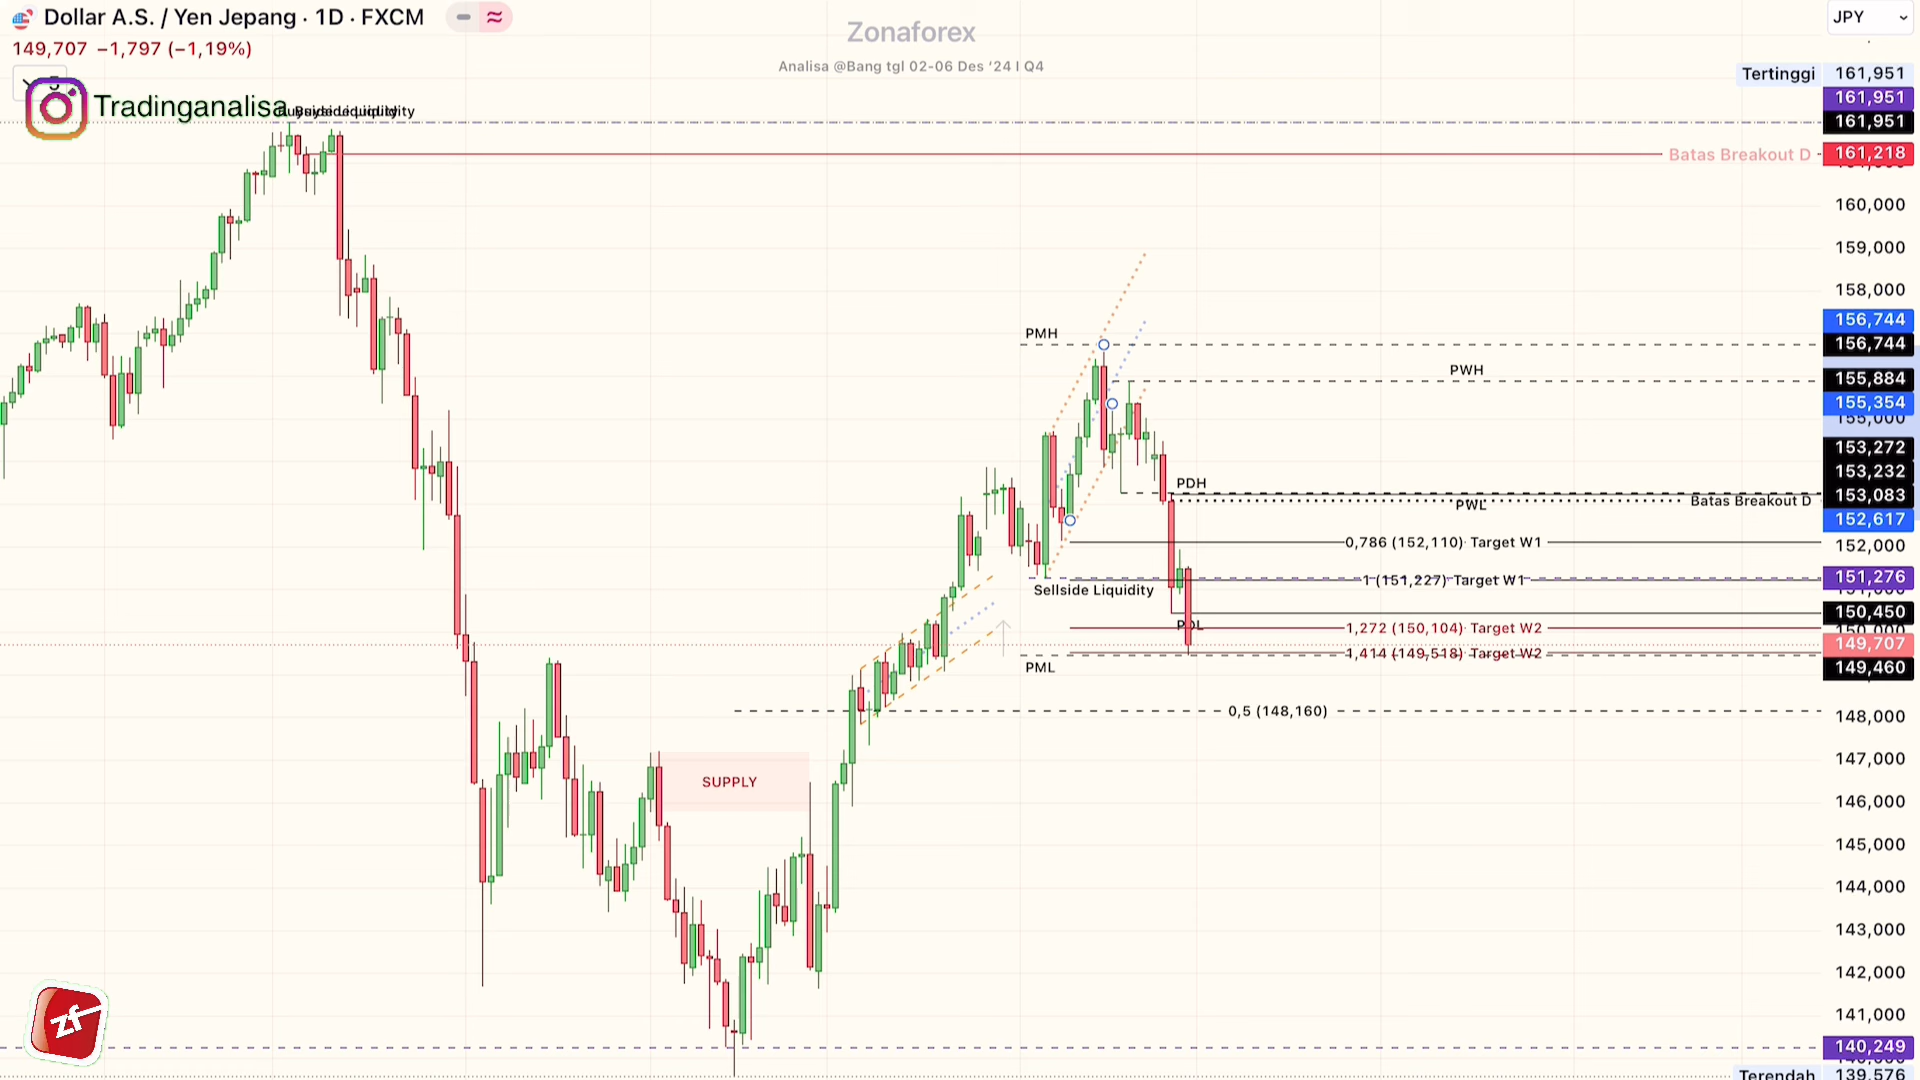 Dollar A.S. / Yen Jepang · 1D · FXCM
149,707 −1,797 (−1,19%)
Zonaforex
Analisa @Bang tgl 02-06 Des ‘24 I Q4
JPY
Tradinganalisa
Buyside Liquidity
Tertinggi 161,951
161,951
161,951
Batas Breakout D 161,218
160,000
159,000
158,000
156,744
PMH
156,744
PWH
155,884
155,354
155,000
153,272
153,232
PDH
153,083
PWL
Batas Breakout D
152,617
0,786 (152,110) Target W1
152,000
1 (151,227) Target W1
151,276
Sellside Liquidity
150,450
PDL
1,272 (150,104) Target W2
149,707
1,414 (149,518) Target W2
PML
149,460
0,5 (148,160)
148,000
147,000
SUPPLY
146,000
145,000
144,000
143,000
142,000
141,000
140,249
Terendah 139,576
zf